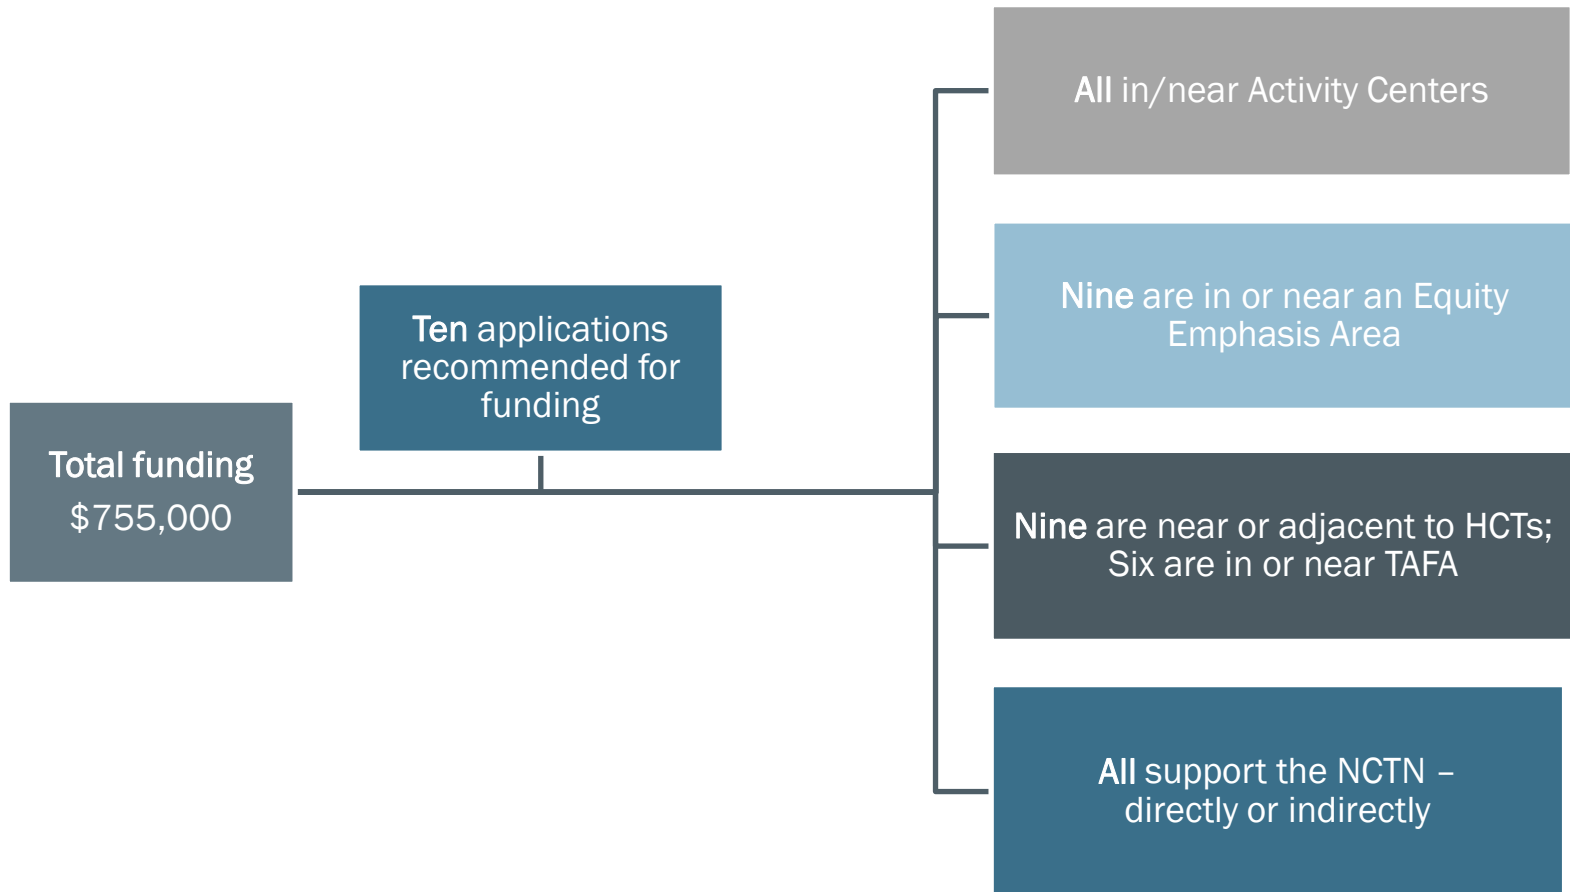 Total funding
$755,000
Ten applications
recommended for
funding
All in/near Activity Centers
Nine are in or near an Equity
Emphasis Area
Nine are near or adjacent to HCTs;
Six are in or near TAFA
All support the NCTN –
directly or indirectly